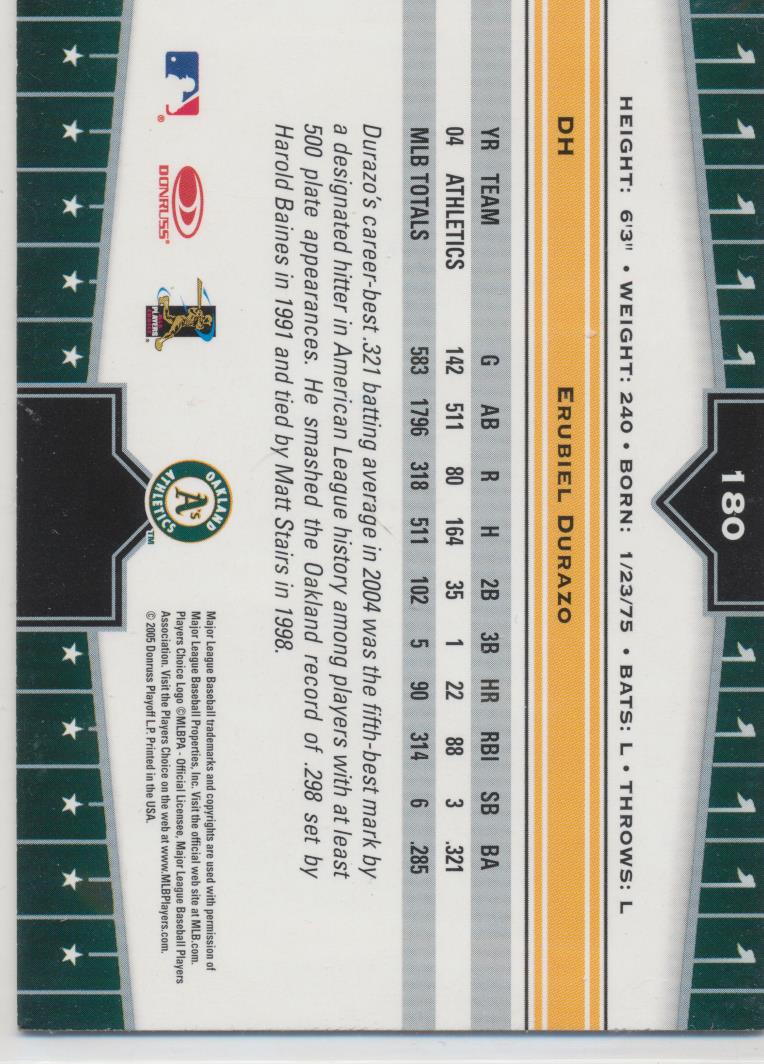 180
HEIGHT: 6'3" • WEIGHT: 240 • BORN: 1/23/75 • BATS: L • THROWS: L
DH ERUBIEL DURAZO
YR TEAM G AB R H 2B 3B HR RBI SB BA
04 ATHLETICS 142 511 80 164 35 1 22 88 3 .321
MLB TOTALS 583 1796 318 511 102 5 90 314 6 .285
Durazo's career-best .321 batting average in 2004 was the fifth-best mark by
a designated hitter in American League history among players with at least
500 plate appearances. He smashed the Oakland record of .298 set by
Harold Baines in 1991 and tied by Matt Stairs in 1998.
®
DONRUSS®
PLAYERS
®
OAKLAND
A's
ATHLETICS
TM
Major League Baseball trademarks and copyrights are used with permission of
Major League Baseball Properties, Inc. Visit the official web site at MLB.com.
Players Choice Logo ©MLBPA - Official Licensee, Major League Baseball Players
Association. Visit the Players Choice on the web at www.MLBPlayers.com.
© 2005 Donruss Playoff L.P. Printed in the USA.